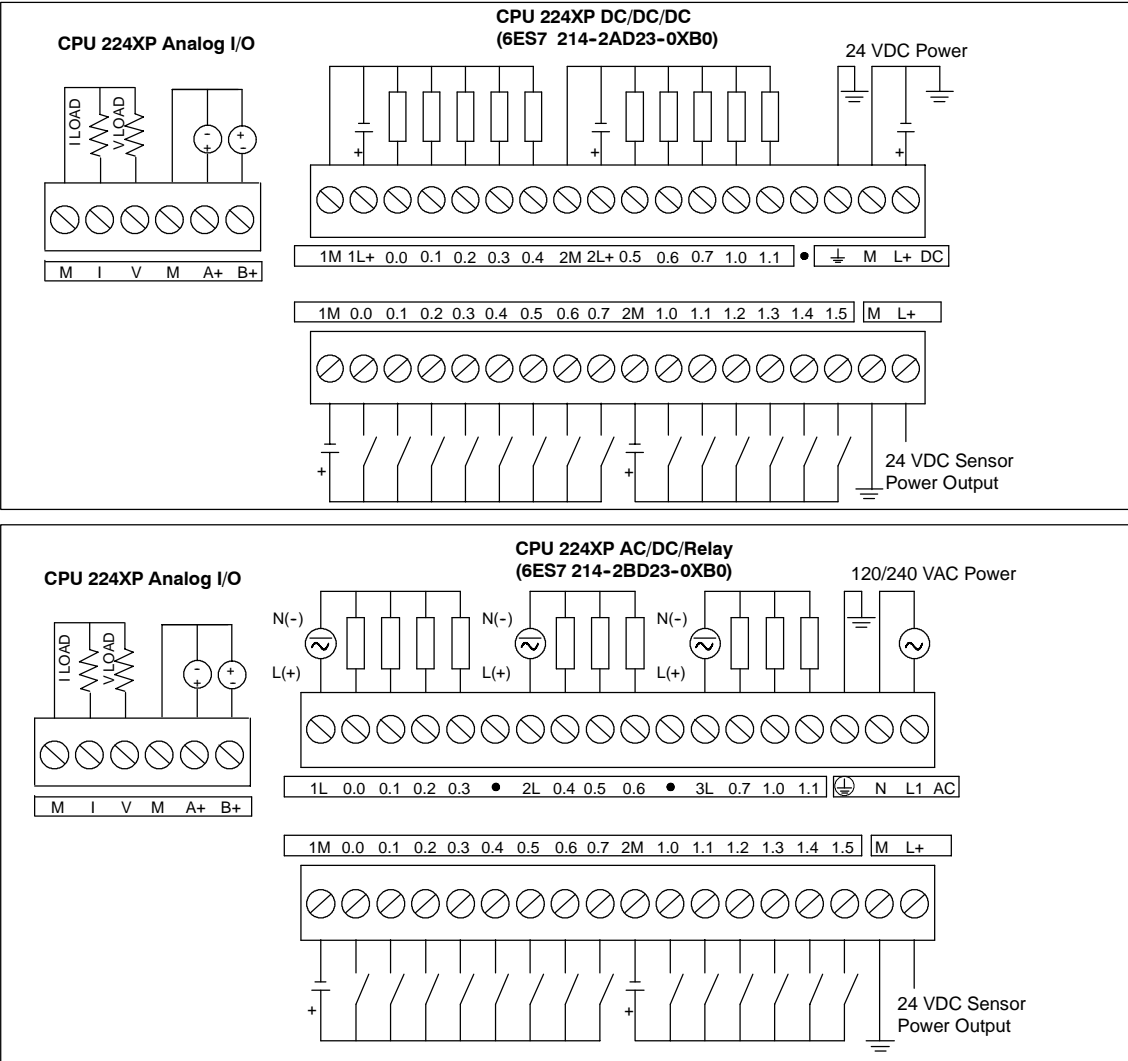 CPU 224XP DC/DC/DC
(6ES7 214-2AD23-0XB0)
CPU 224XP Analog I/O
24 VDC Power
I LOAD
V LOAD
- + + -
+ + +
M I V M A+ B+
1M 1L+ 0.0 0.1 0.2 0.3 0.4 2M 2L+ 0.5 0.6 0.7 1.0 1.1 ● ⏚ M L+ DC
1M 0.0 0.1 0.2 0.3 0.4 0.5 0.6 0.7 2M 1.0 1.1 1.2 1.3 1.4 1.5 M L+
+ +
24 VDC Sensor
Power Output
CPU 224XP AC/DC/Relay
(6ES7 214-2BD23-0XB0)
CPU 224XP Analog I/O
120/240 VAC Power
I LOAD
V LOAD
- + + -
N(-) N(-) N(-)
L(+) L(+) L(+)
M I V M A+ B+
1L 0.0 0.1 0.2 0.3 ● 2L 0.4 0.5 0.6 ● 3L 0.7 1.0 1.1 ⏚ N L1 AC
1M 0.0 0.1 0.2 0.3 0.4 0.5 0.6 0.7 2M 1.0 1.1 1.2 1.3 1.4 1.5 M L+
+ +
24 VDC Sensor
Power Output